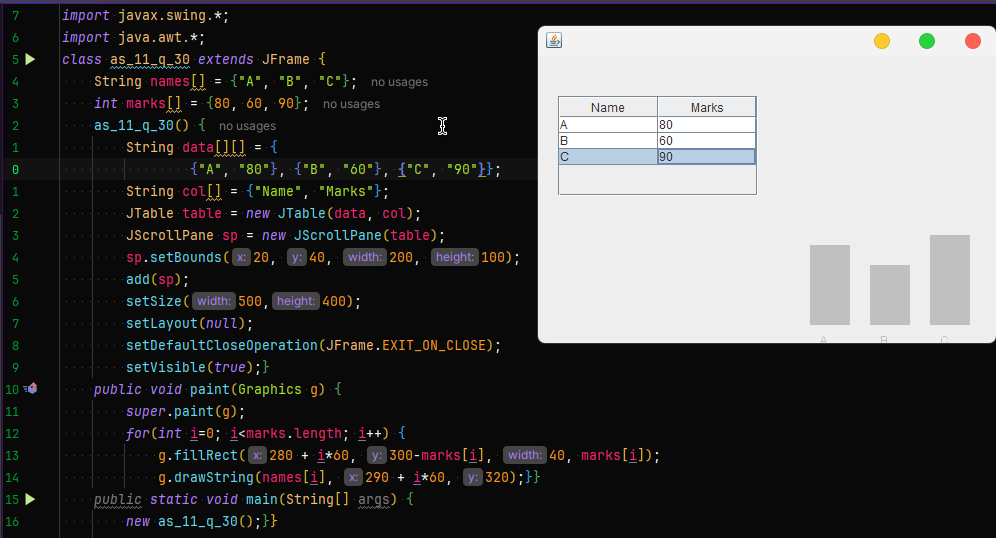 7 import javax.swing.*;
6 import java.awt.*;
5 class as_11_q_30 extends JFrame {
4 String names[] = {"A", "B", "C"}; no usages
3 int marks[] = {80, 60, 90}; no usages
2 as_11_q_30() { no usages
1 String data[][] = {
0 {"A", "80"}, {"B", "60"}, {"C", "90"}};
1 String col[] = {"Name", "Marks"};
2 JTable table = new JTable(data, col);
3 JScrollPane sp = new JScrollPane(table);
4 sp.setBounds( x: 20, y: 40, width: 200, height: 100);
5 add(sp);
6 setSize( width: 500, height: 400);
7 setLayout(null);
8 setDefaultCloseOperation(JFrame.EXIT_ON_CLOSE);
9 setVisible(true);}
10 public void paint(Graphics g) {
11 super.paint(g);
12 for(int i=0; i<marks.length; i++) {
13 g.fillRect( x: 280 + i*60, y: 300-marks[i], width: 40, marks[i]);
14 g.drawString(names[i], x: 290 + i*60, y: 320);}}
15 public static void main(String[] args) {
16 new as_11_q_30();}}
Name Marks
A 80
B 60
C 90
A B C